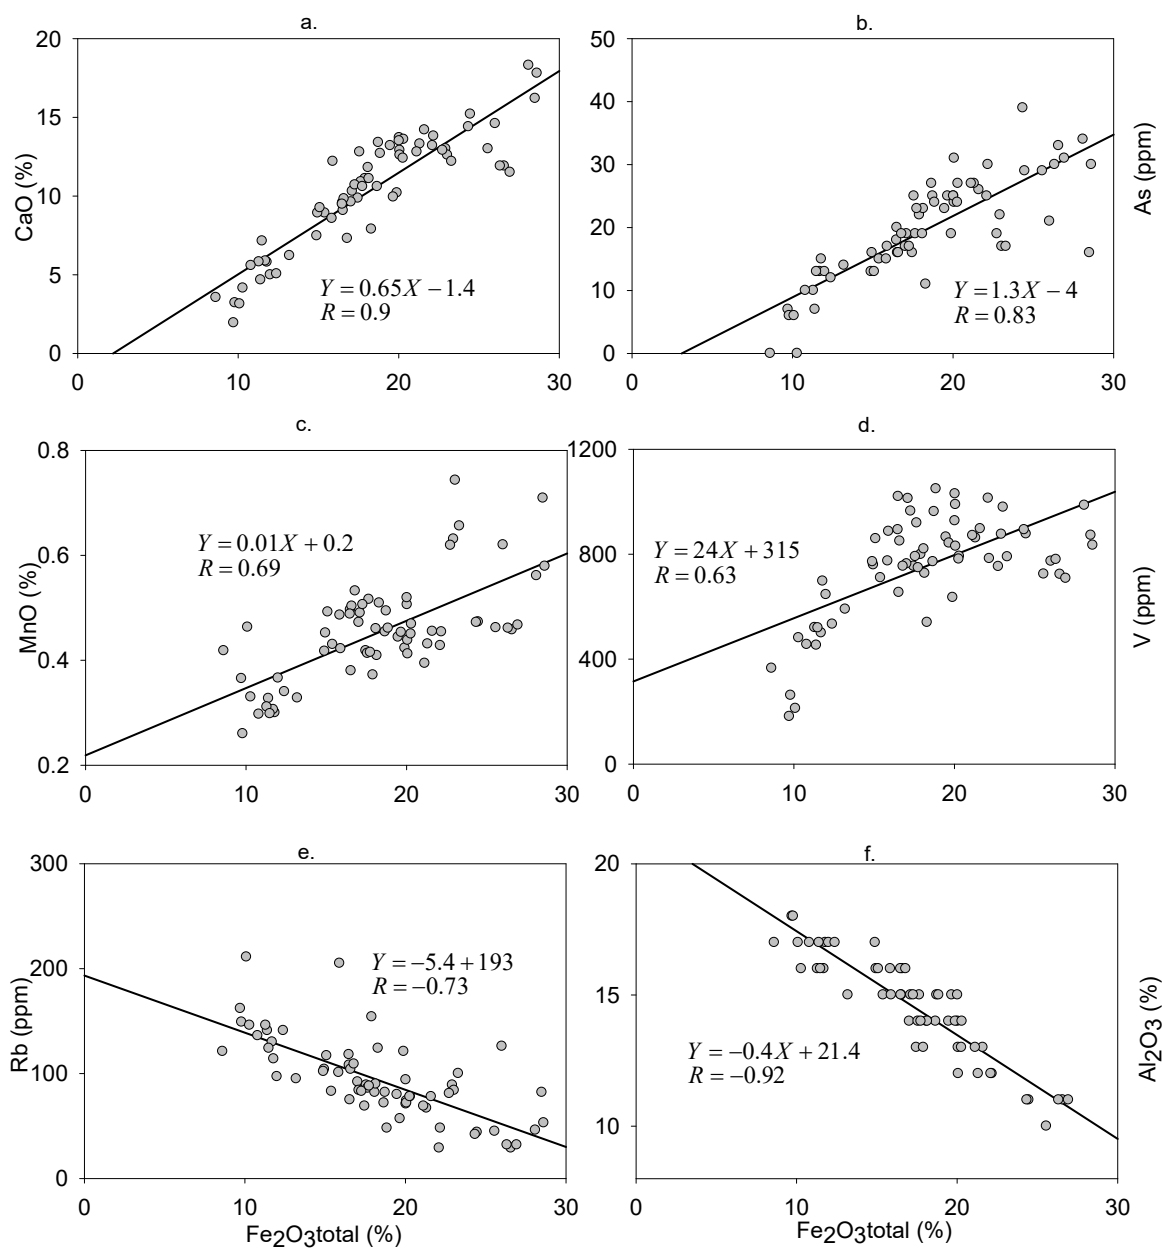 a.
20
15
10
5
0
CaO (%)
0
10
20
30
Y = 0.65X − 1.4
R = 0.9
b.
50
40
30
20
10
0
As (ppm)
0
10
20
30
Y = 1.3X − 4
R = 0.83
c.
0.8
0.6
0.4
0.2
MnO (%)
0
10
20
30
Y = 0.01X + 0.2
R = 0.69
d.
1200
800
400
0
V (ppm)
0
10
20
30
Y = 24X + 315
R = 0.63
e.
300
200
100
0
Rb (ppm)
0
10
20
30
Fe2O3total (%)
Y = −5.4 + 193
R = −0.73
f.
20
15
10
Al2O3 (%)
0
10
20
30
Fe2O3total (%)
Y = −0.4X + 21.4
R = −0.92